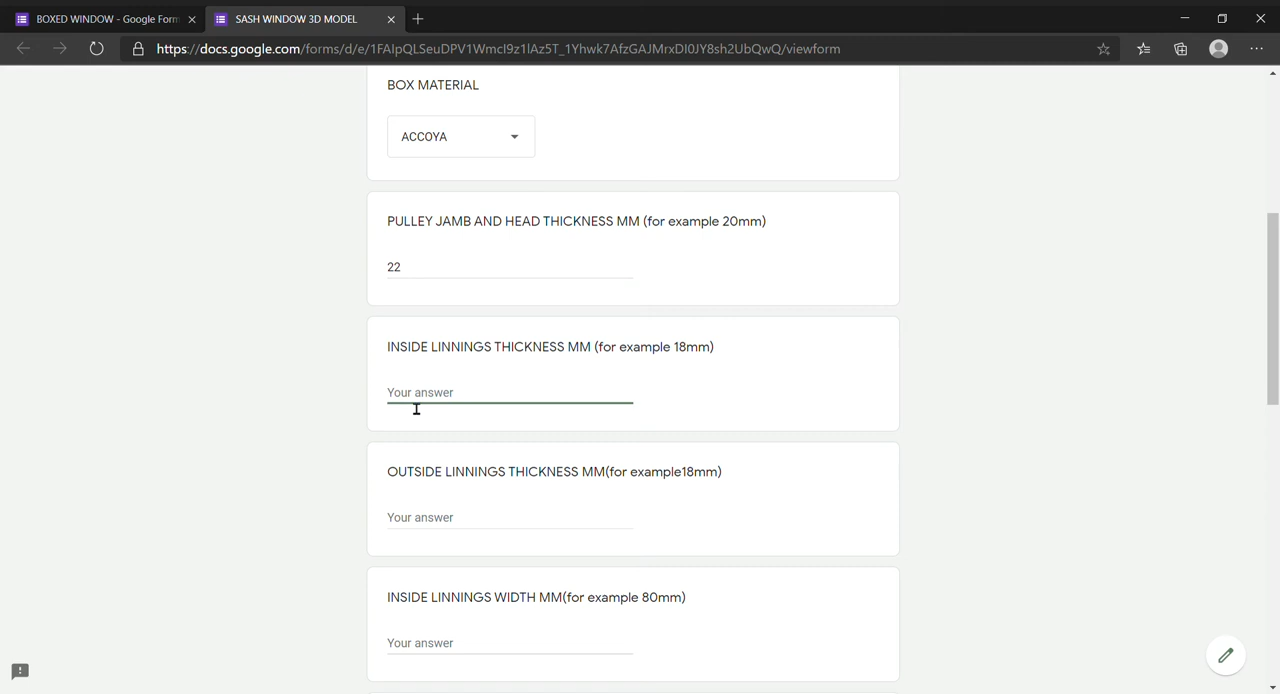 BOXED WINDOW - Google Form
SASH WINDOW 3D MODEL
https://docs.google.com/forms/d/e/1FAIpQLSeuDPV1Wmcl9z1lAz5T_1Yhwk7AfzGAJMrxDI0JY8sh2UbQwQ/viewform
BOX MATERIAL
ACCOYA
PULLEY JAMB AND HEAD THICKNESS MM (for example 20mm)
22
INSIDE LINNINGS THICKNESS MM (for example 18mm)
Your answer
OUTSIDE LINNINGS THICKNESS MM(for example18mm)
Your answer
INSIDE LINNINGS WIDTH MM(for example 80mm)
Your answer